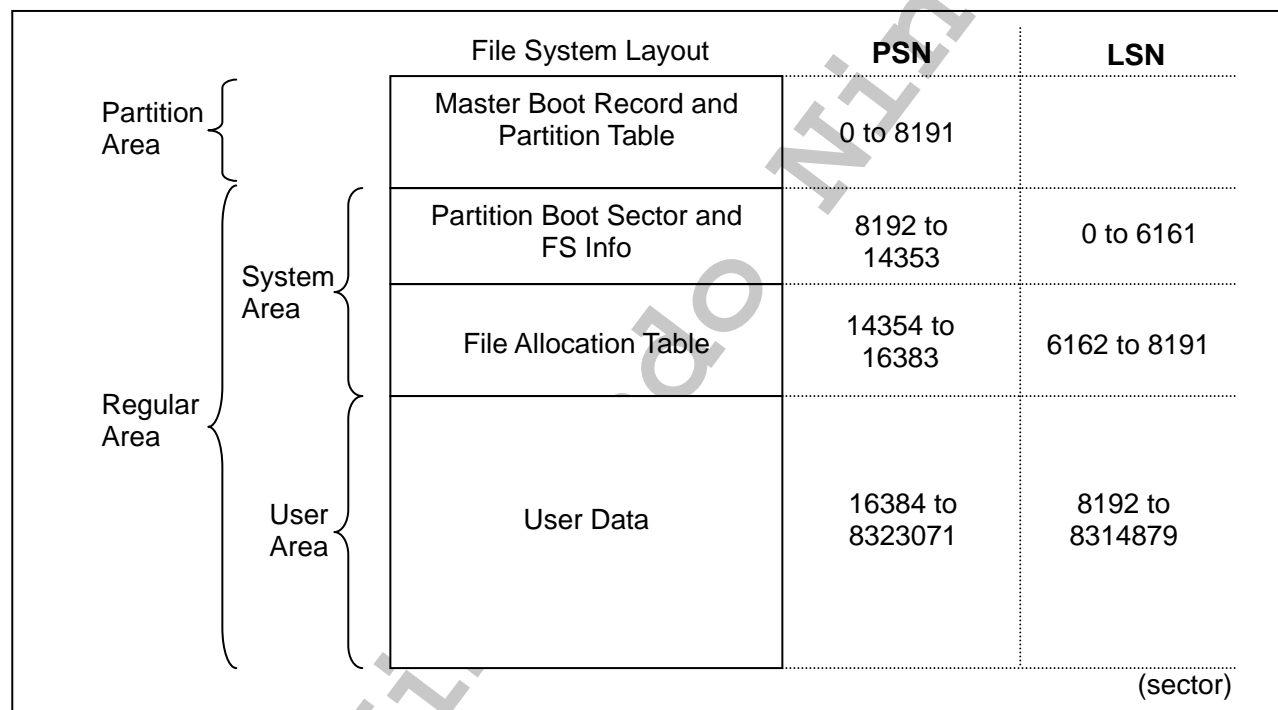 File System Layout PSN LSN
Partition
Area
Master Boot Record and
Partition Table
0 to 8191
Regular
Area
System
Area
Partition Boot Sector and
FS Info
8192 to
14353
0 to 6161
File Allocation Table
14354 to
16383
6162 to 8191
User
Area
User Data
16384 to
8323071
8192 to
8314879
(sector)